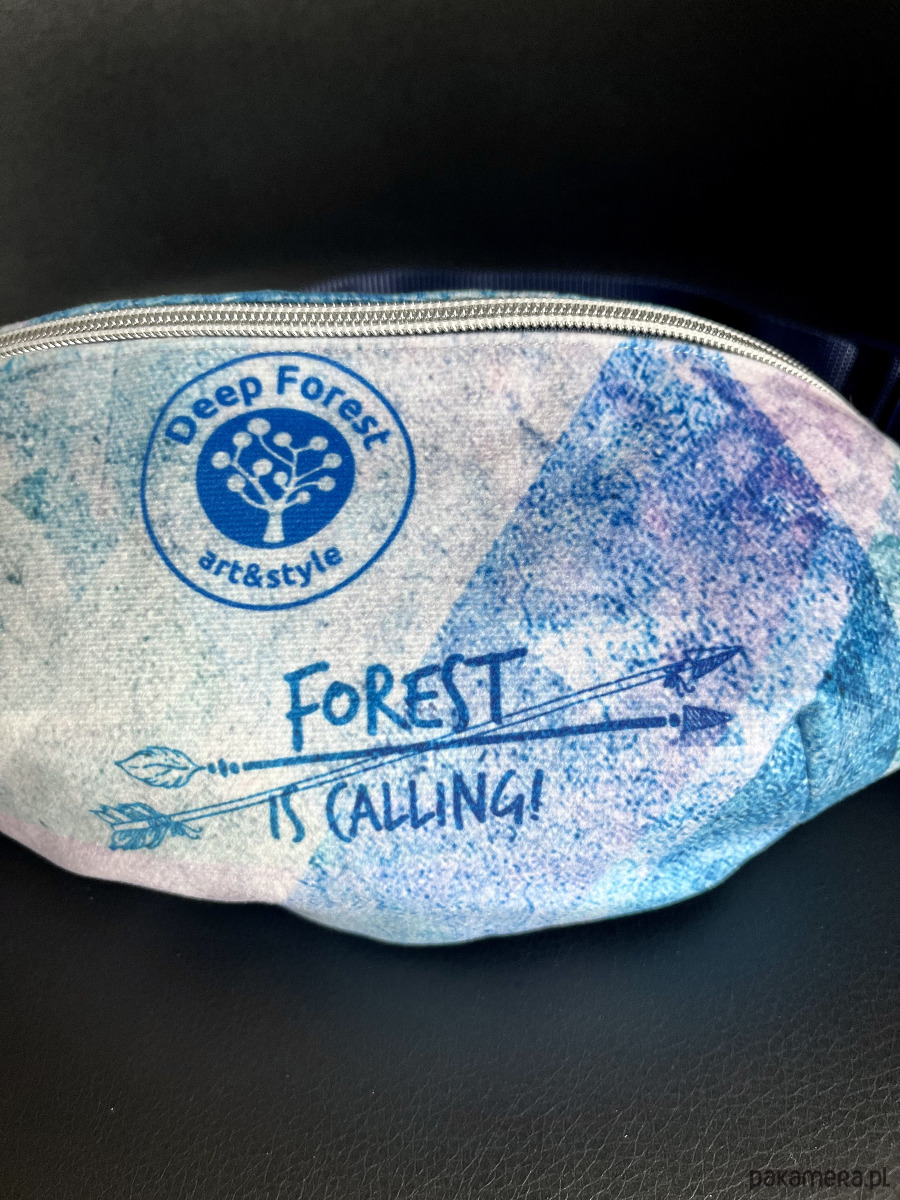 Deep Forest
art&style
FOREST
IS CALLING!
pakamera.pl